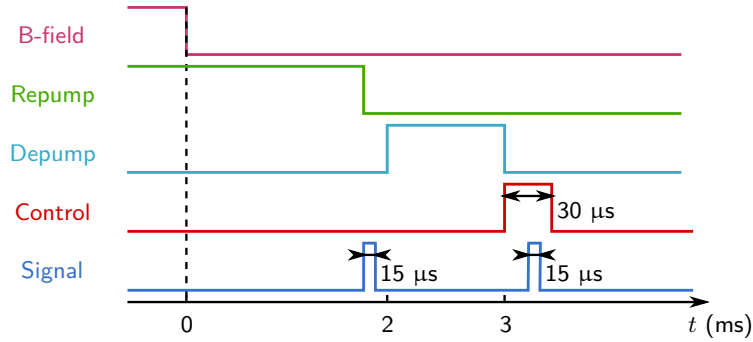 B-field
Repump
Depump
Control
30 μs
Signal
15 μs
15 μs
0
2
3
t (ms)